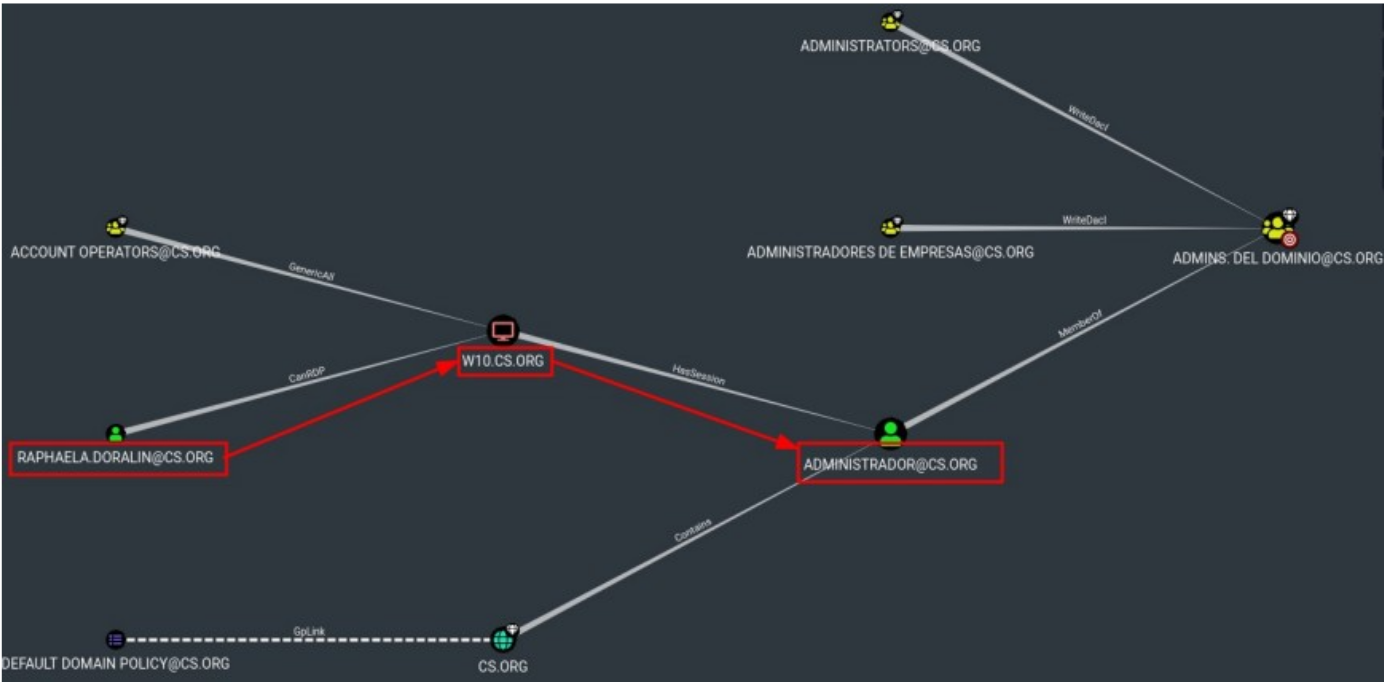 ADMINISTRATORS@CS.ORG
WriteDacl
ACCOUNT OPERATORS@CS.ORG
GenericAll
WriteDacl
ADMINISTRADORES DE EMPRESAS@CS.ORG
ADMINS. DEL DOMINIO@CS.ORG
W10.CS.ORG
CanRDP
HasSession
MemberOf
RAPHAELA.DORALIN@CS.ORG
ADMINISTRADOR@CS.ORG
Contains
GpLink
DEFAULT DOMAIN POLICY@CS.ORG
CS.ORG